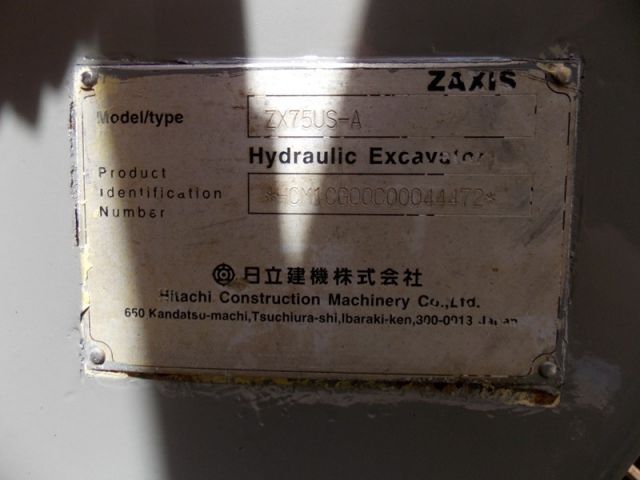 ZAXIS
Model/type ZX75US-A
Hydraulic Excavator
Product
Identification
Number
*HCM1CG00C00044472*
日立建機株式会社
Hitachi Construction Machinery Co.,Ltd.
650 Kandatsu-machi,Tsuchiura-shi,Ibaraki-ken,300-0013 Japan